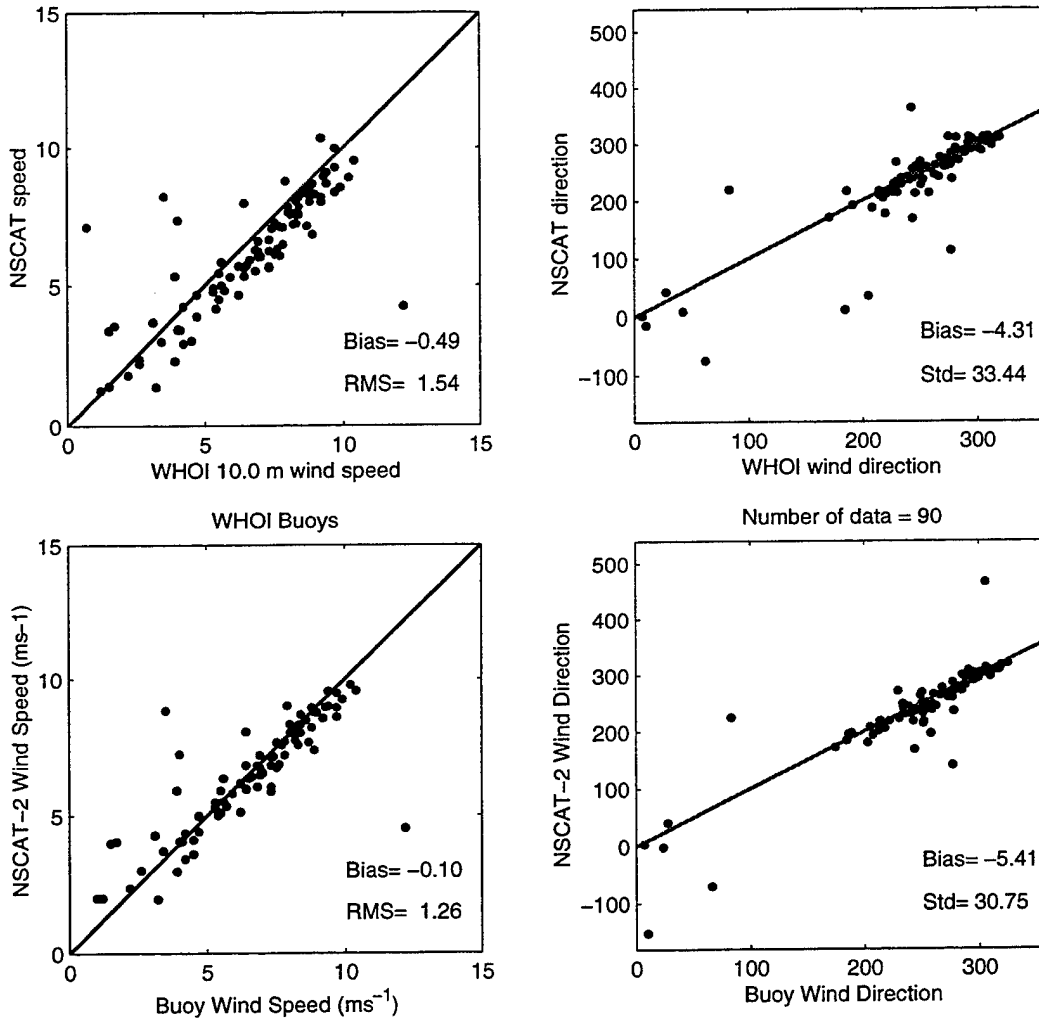 15
10
5
0
NSCAT speed
Bias= −0.49
RMS= 1.54
0 5 10 15
WHOI 10.0 m wind speed
500
400
300
200
100
0
−100
NSCAT direction
Bias= −4.31
Std= 33.44
0 100 200 300
WHOI wind direction
WHOI Buoys
Number of data = 90
15
10
5
0
NSCAT−2 Wind Speed (ms−1)
Bias= −0.10
RMS= 1.26
0 5 10 15
Buoy Wind Speed (ms⁻¹)
500
400
300
200
100
0
−100
NSCAT−2 Wind Direction
Bias= −5.41
Std= 30.75
0 100 200 300
Buoy Wind Direction